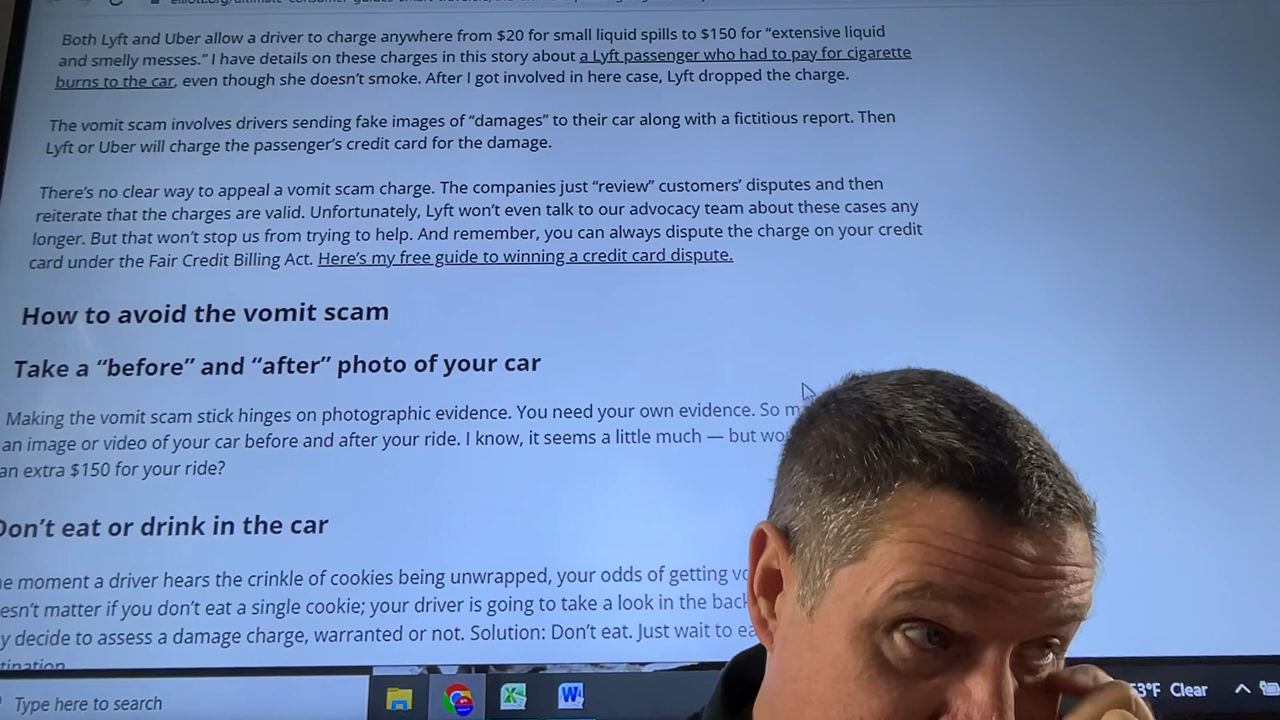 Both Lyft and Uber allow a driver to charge anywhere from $20 for small liquid spills to $150 for “extensive liquid
and smelly messes.” I have details on these charges in this story about a Lyft passenger who had to pay for cigarette
burns to the car, even though she doesn’t smoke. After I got involved in here case, Lyft dropped the charge.
The vomit scam involves drivers sending fake images of “damages” to their car along with a fictitious report. Then
Lyft or Uber will charge the passenger’s credit card for the damage.
There’s no clear way to appeal a vomit scam charge. The companies just “review” customers’ disputes and then
reiterate that the charges are valid. Unfortunately, Lyft won’t even talk to our advocacy team about these cases any
longer. But that won’t stop us from trying to help. And remember, you can always dispute the charge on your credit
card under the Fair Credit Billing Act. Here’s my free guide to winning a credit card dispute.
How to avoid the vomit scam
Take a “before” and “after” photo of your car
Making the vomit scam stick hinges on photographic evidence. You need your own evidence. So
an image or video of your car before and after your ride. I know, it seems a little much — but
an extra $150 for your ride?
Don’t eat or drink in the car
moment a driver hears the crinkle of cookies being unwrapped, your odds of getting
matter if you don’t eat a single cookie; your driver is going to take a look in the
decide to assess a damage charge, warranted or not. Solution: Don’t eat. Just wait to
Type here to search
Clear